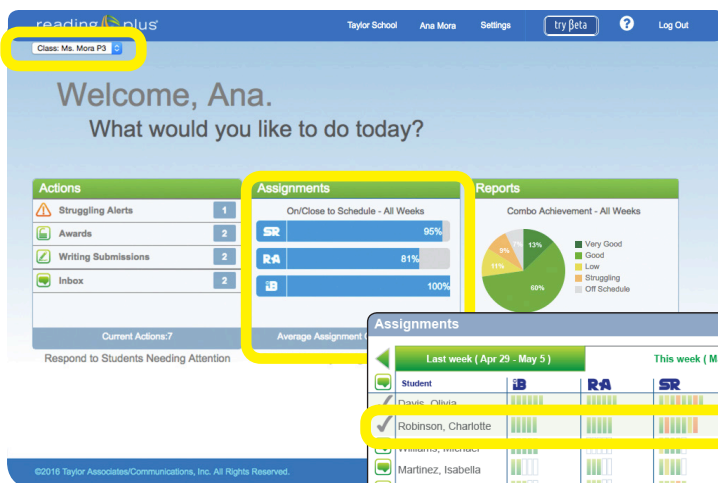 reading plus
Taylor School
Ana Mora
Settings
try βeta
?
Log Out
Class: Ms. Mora P3
Welcome, Ana.
What would you like to do today?
Actions
Struggling Alerts 1
Awards 2
Writing Submissions 2
Inbox 2
Current Actions:7
Respond to Students Needing Attention
Assignments
On/Close to Schedule - All Weeks
SR 95%
RA 81%
iB 100%
Average Assignment
Reports
Combo Achievement - All Weeks
13%
60%
11%
9%
7%
Very Good
Good
Low
Struggling
Off Schedule
Assignments
Last week ( Apr 29 - May 5 )
This week ( M
Student iB RA SR
Davis, Olivia
Robinson, Charlotte
Williams, Michael
Martinez, Isabella
©2016 Taylor Associates/Communications, Inc. All Rights Reserved.